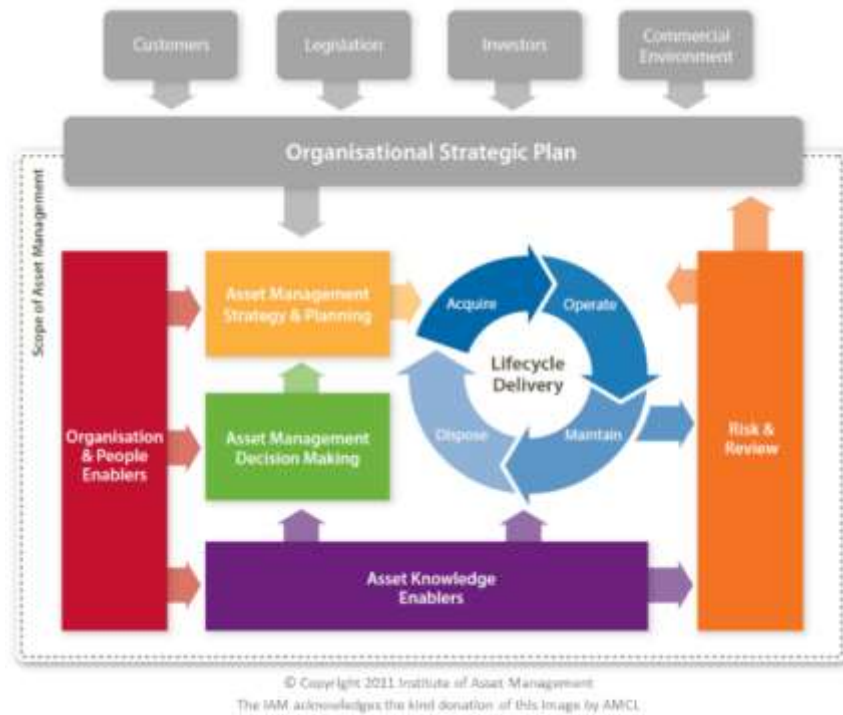 Customers
Legislation
Investors
Commercial
Environment
Organisational Strategic Plan
Scope of Asset Management
Organisation
& People
Enablers
Asset Management
Strategy & Planning
Asset Management
Decision Making
Acquire
Operate
Lifecycle
Delivery
Dispose
Maintain
Risk &
Review
Asset Knowledge
Enablers
© Copyright 2011 Institute of Asset Management
The IAM acknowledges the kind donation of this image by AMCL